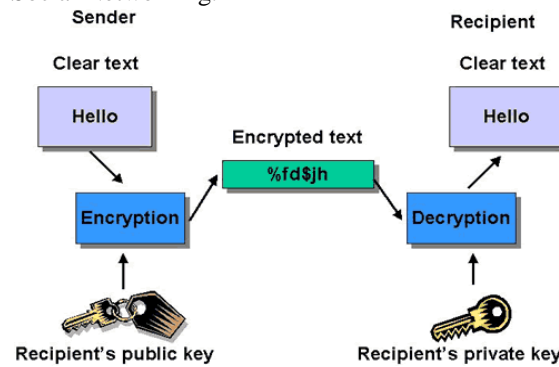 Sender
Recipient
Clear text
Clear text
Hello
Hello
Encrypted text
%fd$jh
Encryption
Decryption
Recipient's public key
Recipient's private key